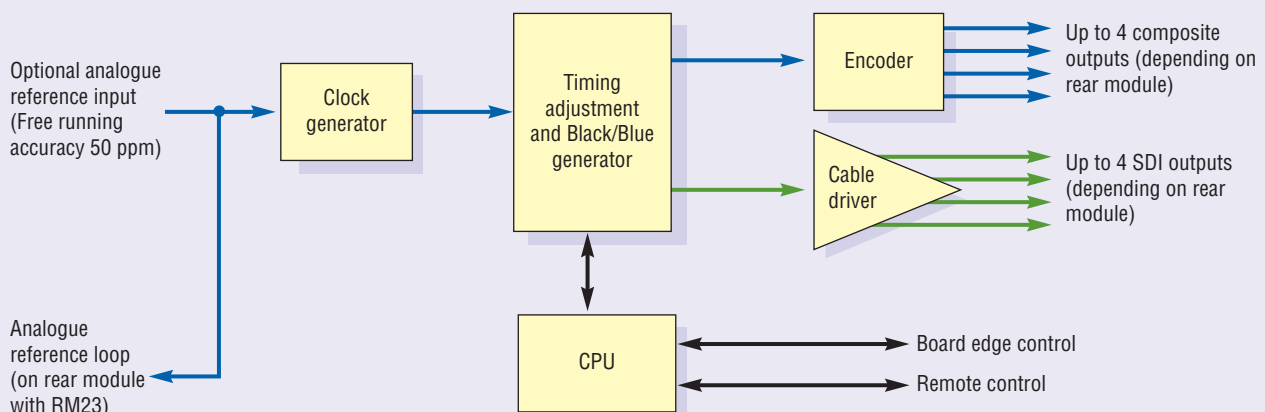 Optional analogue
reference input
(Free running
accuracy 50 ppm)
Clock
generator
Timing
adjustment
and Black/Blue
generator
Encoder
Up to 4 composite
outputs (depending on
rear module)
Cable
driver
Up to 4 SDI outputs
(depending on rear
module)
Analogue
reference loop
(on rear module
with RM23)
CPU
Board edge control
Remote control